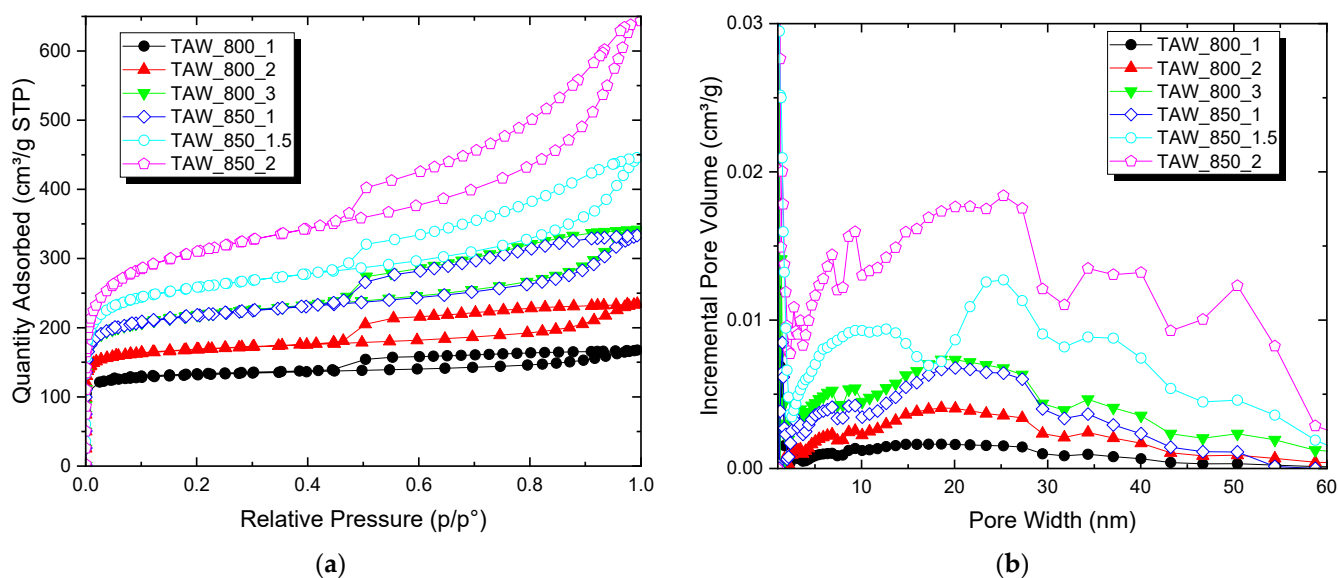 TAW_800_1
TAW_800_2
TAW_800_3
TAW_850_1
TAW_850_1.5
TAW_850_2
Quantity Adsorbed (cm³/g STP)
0
100
200
300
400
500
600
0.0 0.2 0.4 0.6 0.8 1.0
Relative Pressure (p/p°)
(a)
TAW_800_1
TAW_800_2
TAW_800_3
TAW_850_1
TAW_850_1.5
TAW_850_2
Incremental Pore Volume (cm³/g)
0.03
0.02
0.01
0.00
10 20 30 40 50 60
Pore Width (nm)
(b)